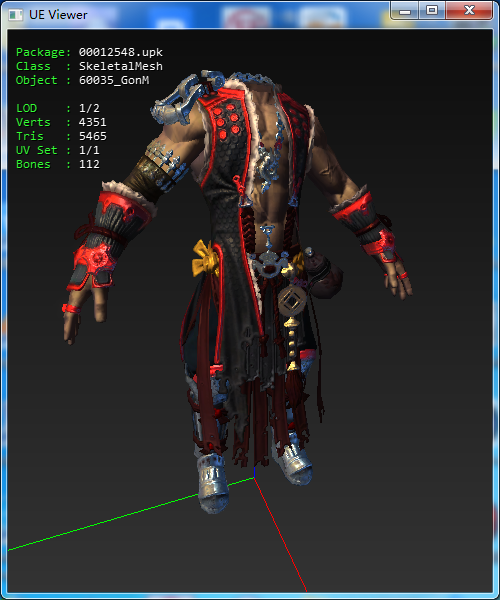 UE Viewer
Package: 00012548.upk
Class : SkeletalMesh
Object : 60035_GonM
LOD : 1/2
Verts : 4351
Tris : 5465
UV Set : 1/1
Bones : 112